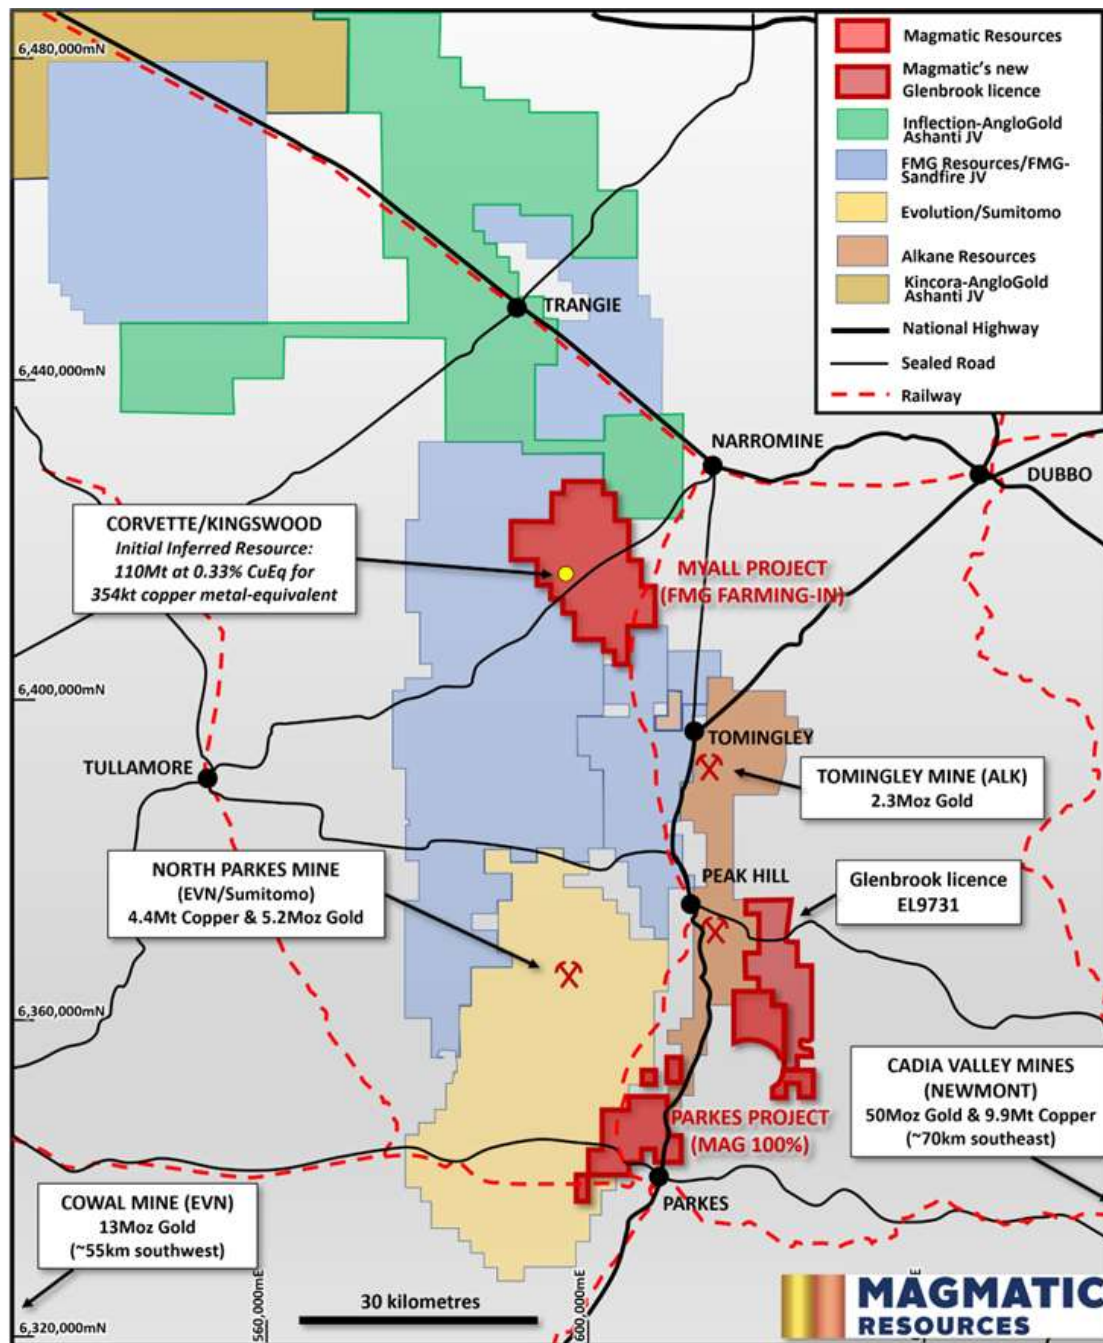 6,480,000mN
Magmatic Resources
Magmatic's new
Glenbrook licence
Inflection-AngloGold
Ashanti JV
FMG Resources/FMG-
Sandfire JV
Evolution/Sumitomo
Alkane Resources
Kincora-AngloGold
Ashanti JV
National Highway
Sealed Road
Railway
TRANGIE
6,440,000mN
NARROMINE
DUBBO
CORVETTE/KINGSWOOD
Initial Inferred Resource:
110Mt at 0.33% CuEq for
354kt copper metal-equivalent
MYALL PROJECT
(FMG FARMING-IN)
6,400,000mN
TOMINGLEY
TULLAMORE
TOMINGLEY MINE (ALK)
2.3Moz Gold
NORTH PARKES MINE
(EVN/Sumitomo)
4.4Mt Copper & 5.2Moz Gold
PEAK HILL
Glenbrook licence
EL9731
6,360,000mN
CADIA VALLEY MINES
(NEWMONT)
50Moz Gold & 9.9Mt Copper
(~70km southeast)
PARKES PROJECT
(MAG 100%)
PARKES
COWAL MINE (EVN)
13Moz Gold
(~55km southwest)
30 kilometres
560,000mE
600,000mE
6,320,000mN
MAGMATIC
RESOURCES